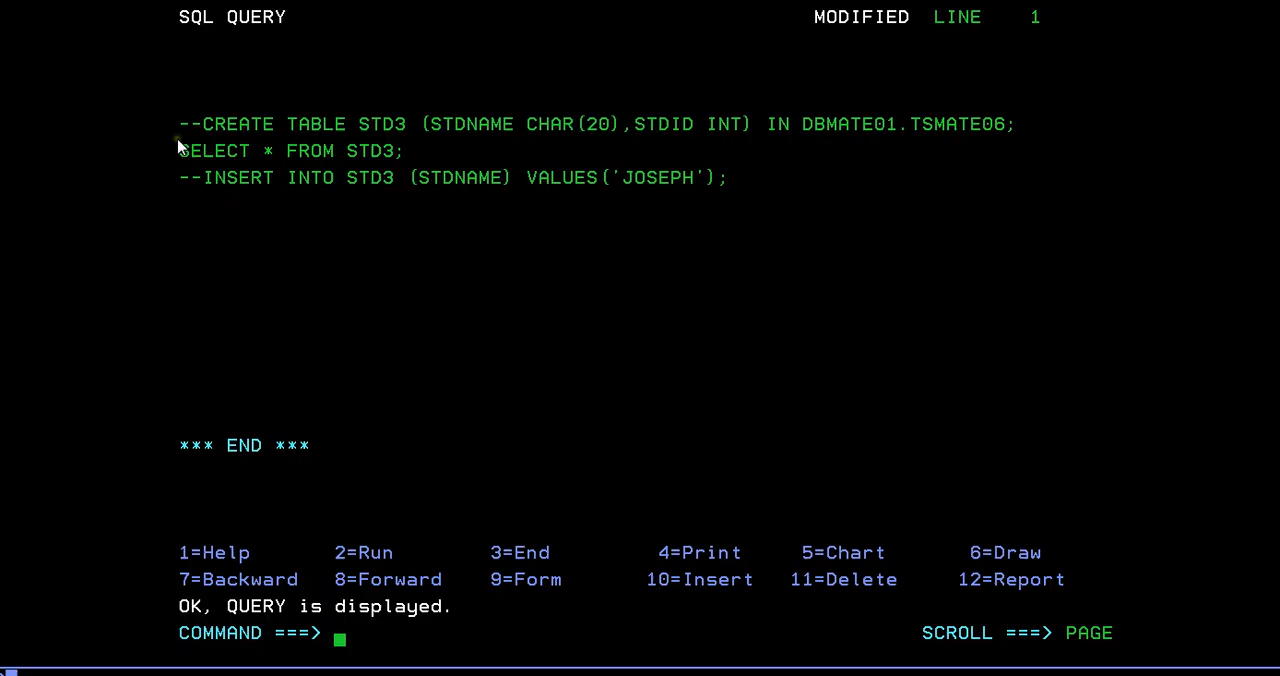 SQL QUERY MODIFIED LINE 1
--CREATE TABLE STD3 (STDNAME CHAR(20),STDID INT) IN DBMATE01.TSMATE06;
SELECT * FROM STD3;
--INSERT INTO STD3 (STDNAME) VALUES('JOSEPH');
*** END ***
1=Help 2=Run 3=End 4=Print 5=Chart 6=Draw
7=Backward 8=Forward 9=Form 10=Insert 11=Delete 12=Report
OK, QUERY is displayed.
COMMAND ===> SCROLL ===> PAGE